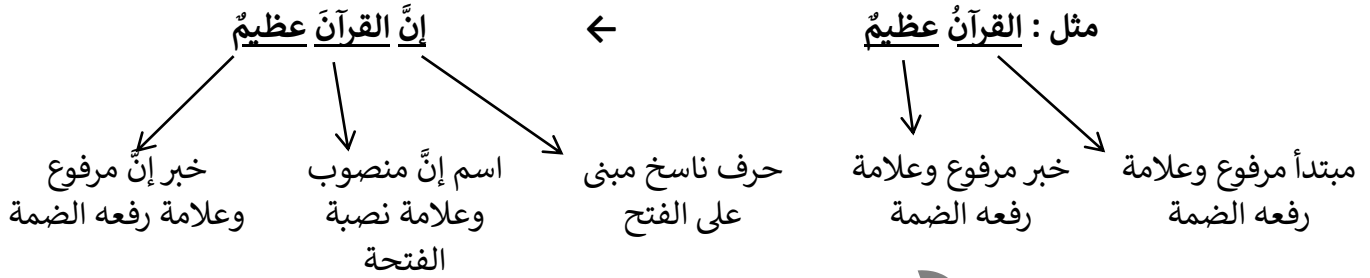 مثل : القرآنُ عظيمٌ ← إنَّ القرآنَ عظيمٌ
مبتدأ مرفوع وعلامة
رفعه الضمة
خبر مرفوع وعلامة
رفعه الضمة
حرف ناسخ مبنى
على الفتح
اسم إنَّ منصوب
وعلامة نصبة
الفتحة
خبر إنَّ مرفوع
وعلامة رفعه الضمة